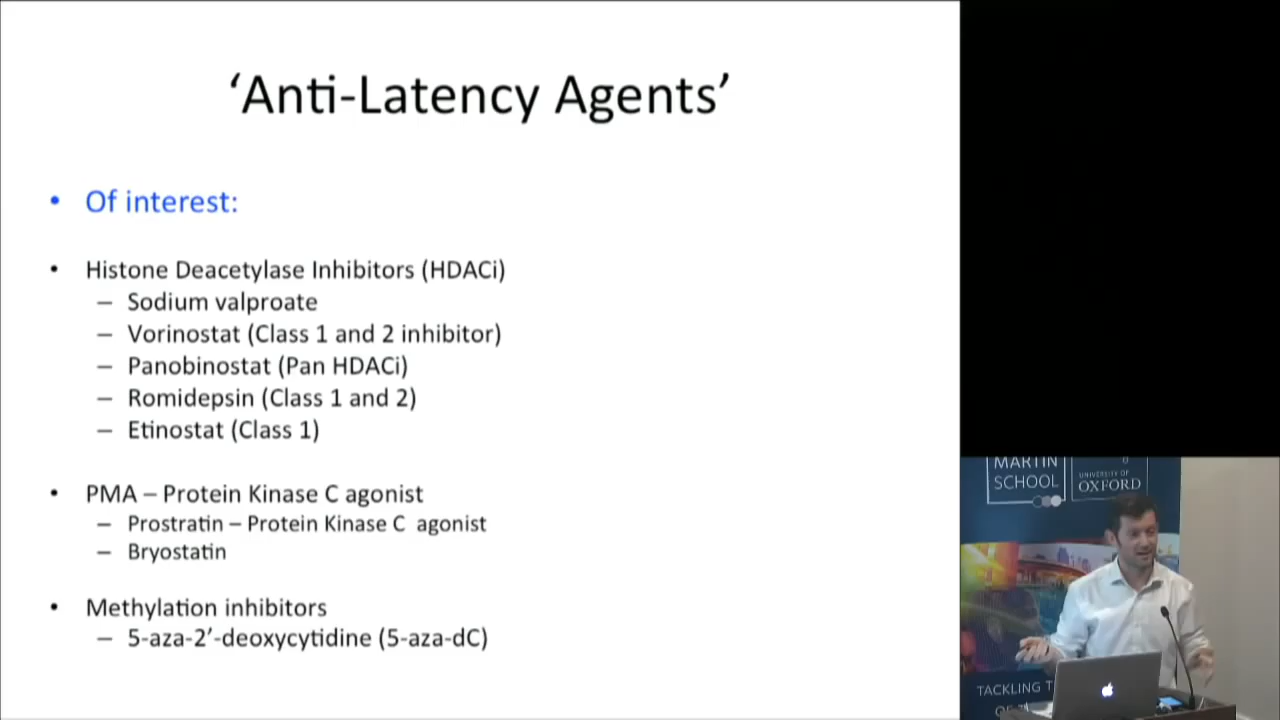 ‘Anti-Latency Agents’
• Of interest:
• Histone Deacetylase Inhibitors (HDACi)
– Sodium valproate
– Vorinostat (Class 1 and 2 inhibitor)
– Panobinostat (Pan HDACi)
– Romidepsin (Class 1 and 2)
– Etinostat (Class 1)
• PMA – Protein Kinase C agonist
– Prostratin – Protein Kinase C agonist
– Bryostatin
• Methylation inhibitors
– 5-aza-2’-deoxycytidine (5-aza-dC)
MARTIN
SCHOOL
UNIVERSITY OF
OXFORD
TACKLING T